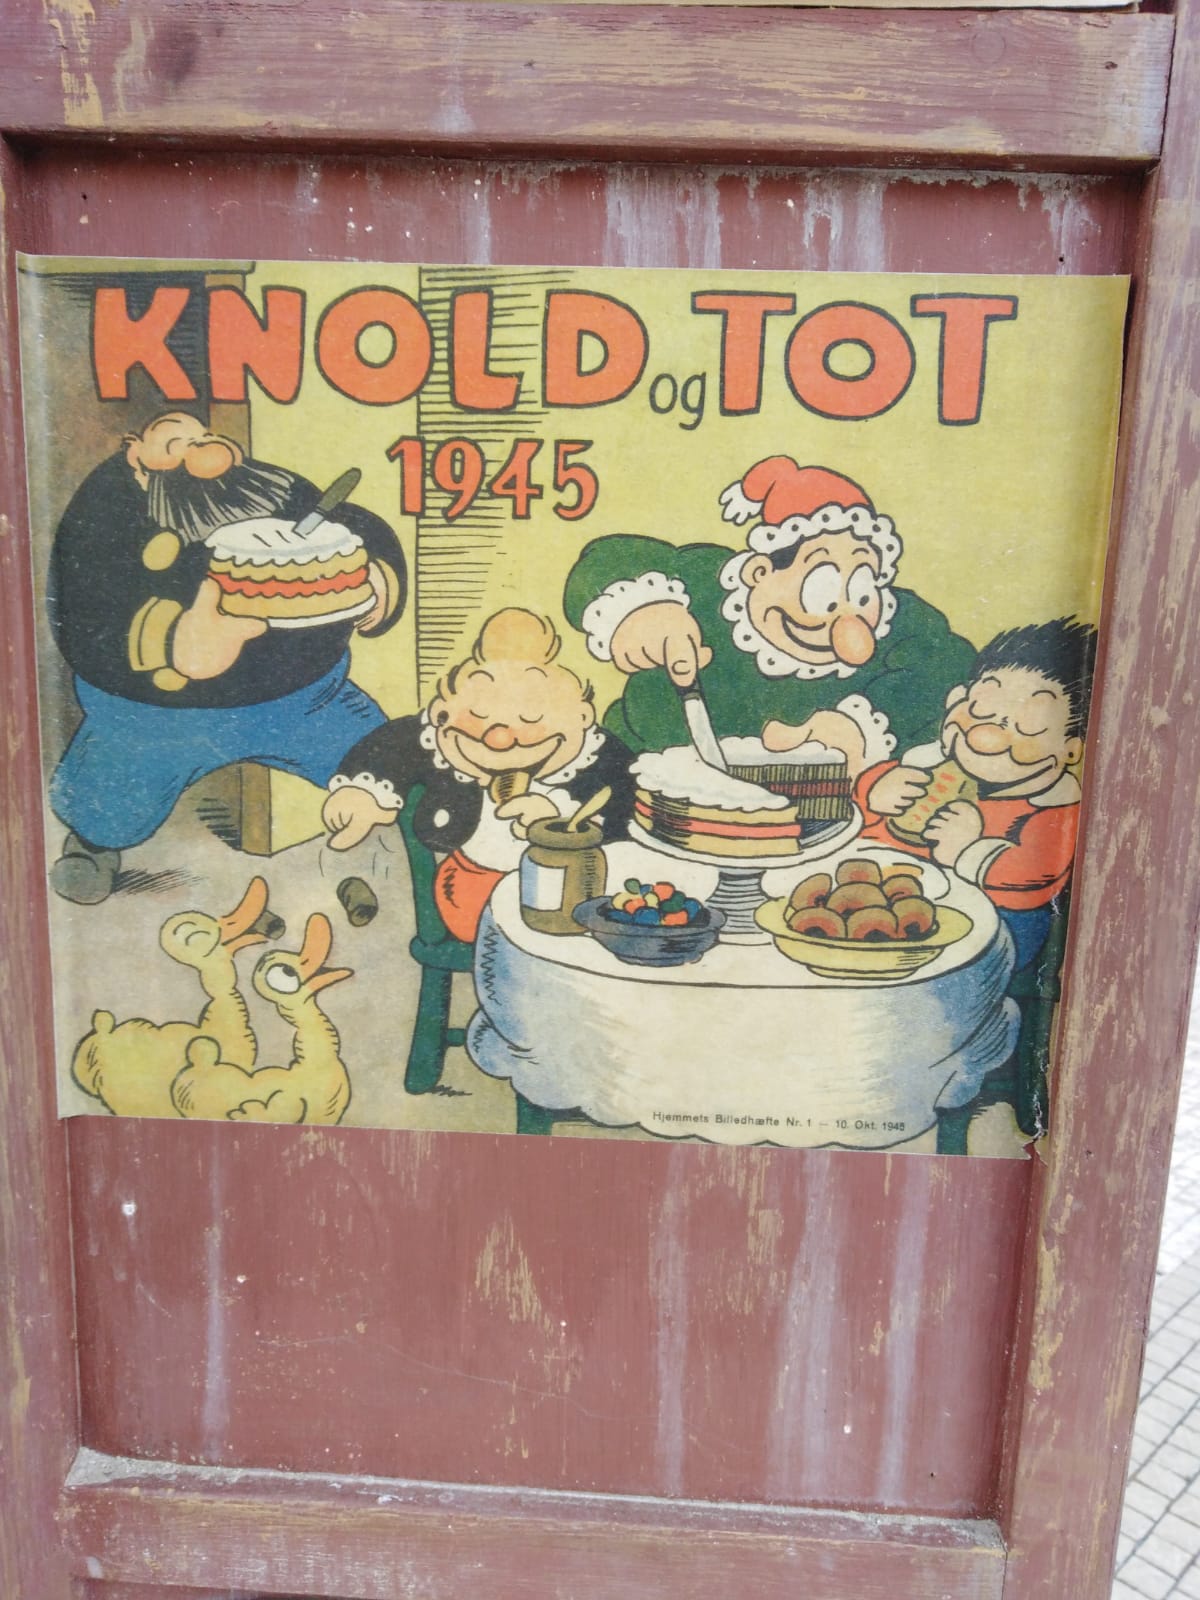 KNOLD og TOT
1945
Hjemmets Billedhæfte Nr. 1 — 10. Okt. 1945